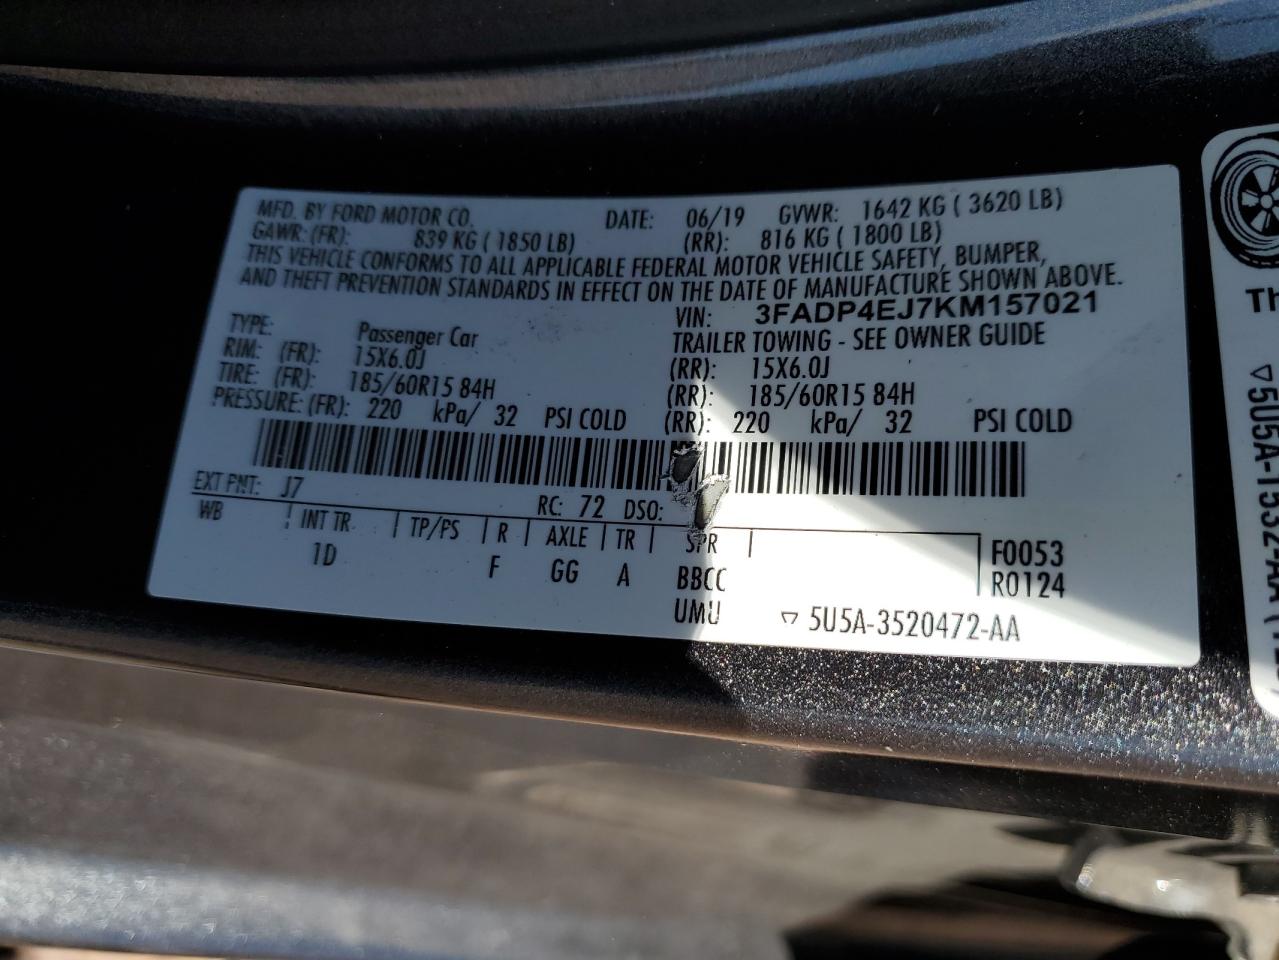 MFD. BY FORD MOTOR CO. DATE: 06/19 GVWR: 1642 KG ( 3620 LB)
GAWR: (FR): 839 KG ( 1850 LB) (RR): 816 KG ( 1800 LB)
THIS VEHICLE CONFORMS TO ALL APPLICABLE FEDERAL MOTOR VEHICLE SAFETY, BUMPER,
AND THEFT PREVENTION STANDARDS IN EFFECT ON THE DATE OF MANUFACTURE SHOWN ABOVE.
VIN: 3FADP4EJ7KM157021
TYPE: Passenger Car TRAILER TOWING - SEE OWNER GUIDE
RIM: (FR): 15X6.0J (RR): 15X6.0J
TIRE: (FR): 185/60R15 84H (RR): 185/60R15 84H
PRESSURE: (FR): 220 kPa/ 32 PSI COLD (RR): 220 kPa/ 32 PSI COLD
EXT PNT: J7 RC: 72 DSO:
WB INT TR TP/PS R AXLE TR SPR F0053
1D F GG A BBCC R0124
UMU ▽ 5U5A-3520472-AA
▽5U5A-1532